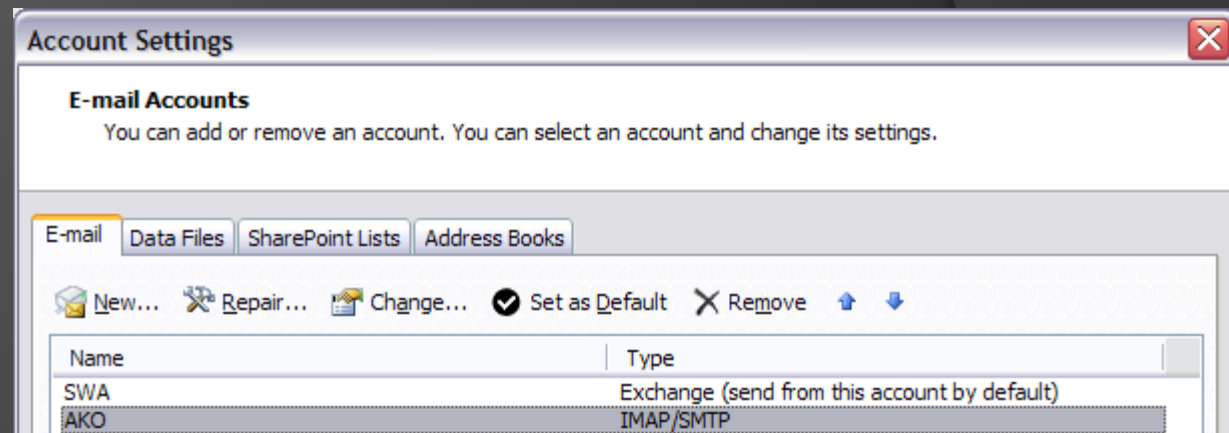 Account Settings
E-mail Accounts
You can add or remove an account. You can select an account and change its settings.
E-mail Data Files SharePoint Lists Address Books
New... Repair... Change... Set as Default Remove
Name Type
SWA Exchange (send from this account by default)
AKO IMAP/SMTP